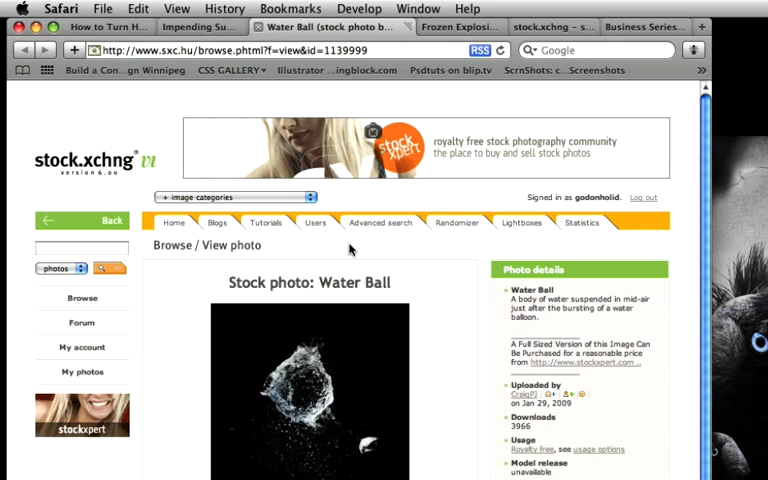 Safari File Edit View History Bookmarks Develop Window Help
How to Turn H... Impending Su... Water Ball (stock photo b... Frozen Explosi... stock.xchng – s... Business Series...
http://www.sxc.hu/browse.phtml?f=view&id=1139999 RSS Google
Build a Con...gn Winnipeg CSS GALLERY Illustrator ...ingblock.com Psdtuts on blip.tv ScrnShots: c...Screenshots
stock.xchng® vi
version 6.00
stock xpert
royalty free stock photography community
the place to buy and sell stock photos
+ image categories
Signed in as godonholid. Log out
Back
Home Blogs Tutorials Users Advanced search Randomizer Lightboxes Statistics
photos
Browse
Forum
My account
My photos
stockxpert
Browse / View photo
Stock photo: Water Ball
Photo details
Water Ball
A body of water suspended in mid-air
just after the bursting of a water
balloon.
A Full Sized Version of this Image Can
Be Purchased for a reasonable price
from http://www.stockxpert.com ..
Uploaded by
CraigPJ
on Jan 29, 2009
Downloads
3966
Usage
Royalty free, see usage options
Model release
unavailable